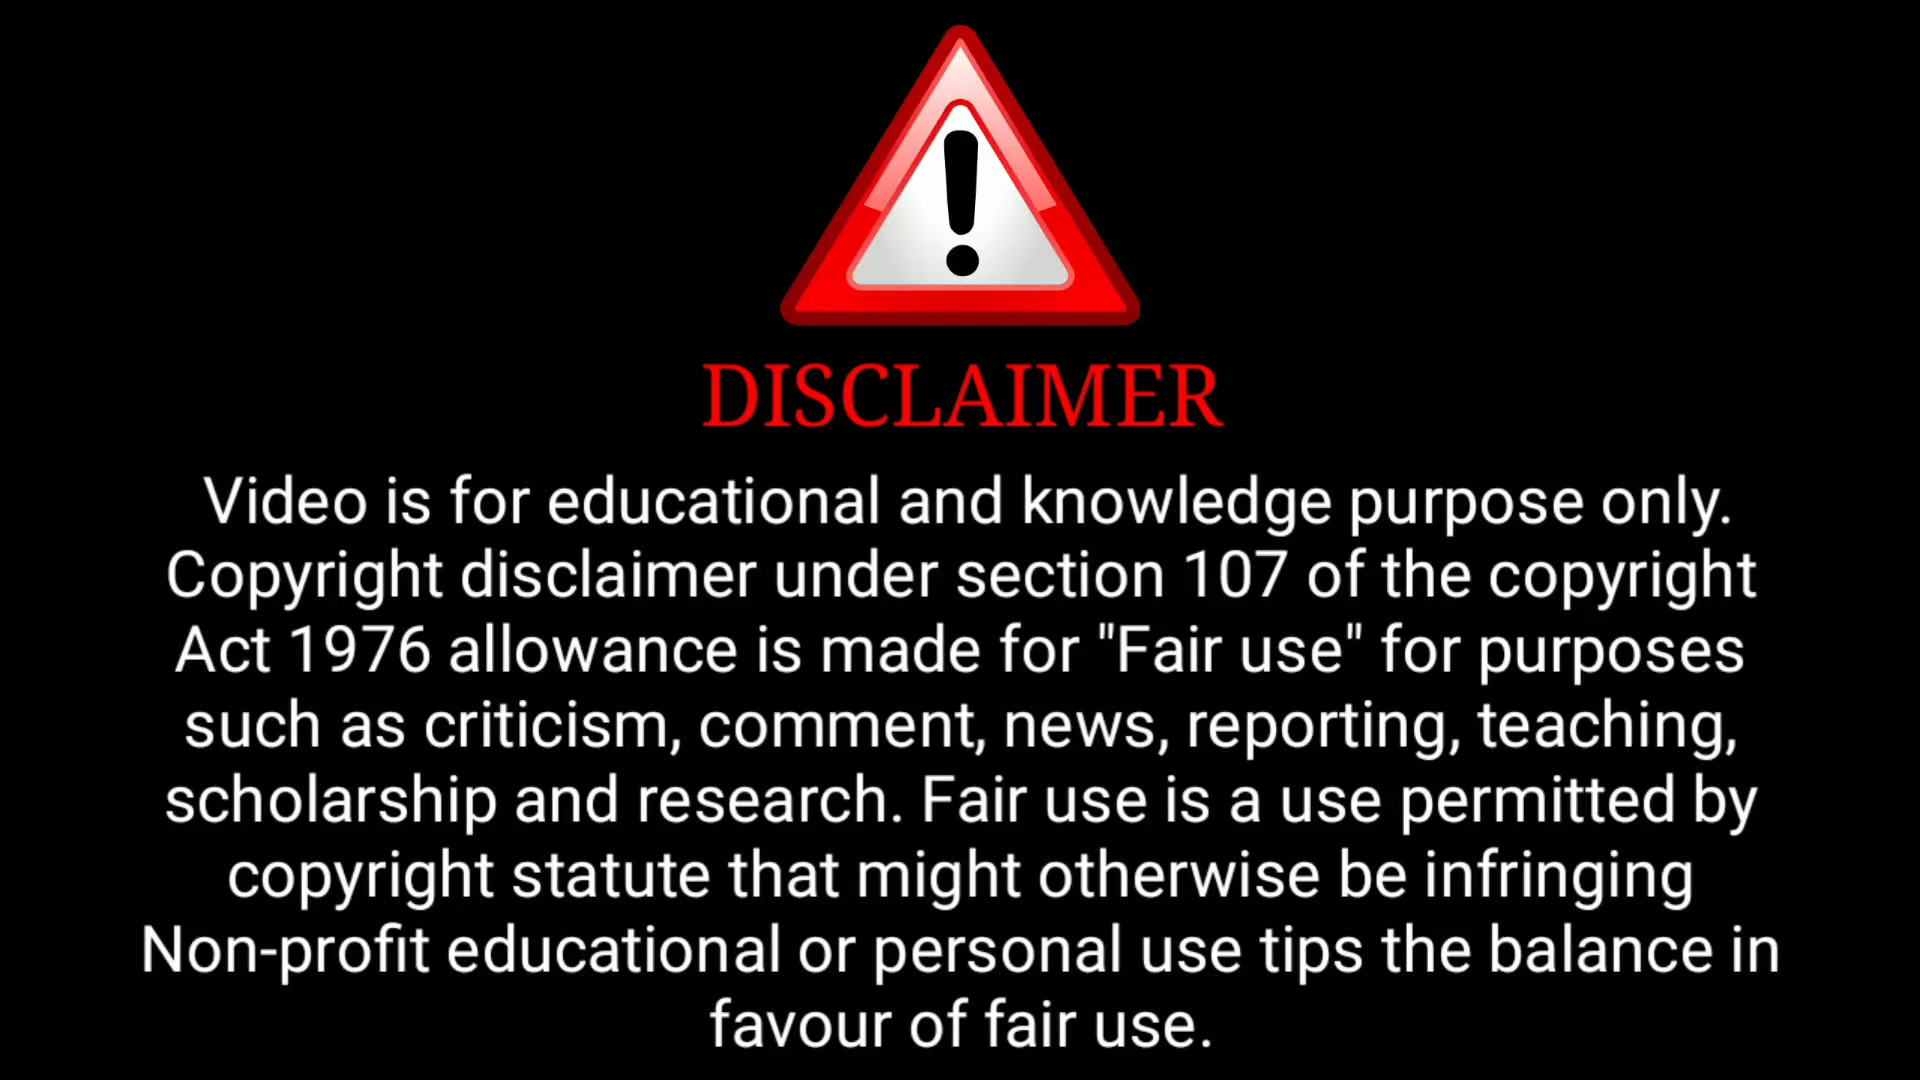 DISCLAIMER
Video is for educational and knowledge purpose only.
Copyright disclaimer under section 107 of the copyright
Act 1976 allowance is made for "Fair use" for purposes
such as criticism, comment, news, reporting, teaching,
scholarship and research. Fair use is a use permitted by
copyright statute that might otherwise be infringing
Non-profit educational or personal use tips the balance in
favour of fair use.